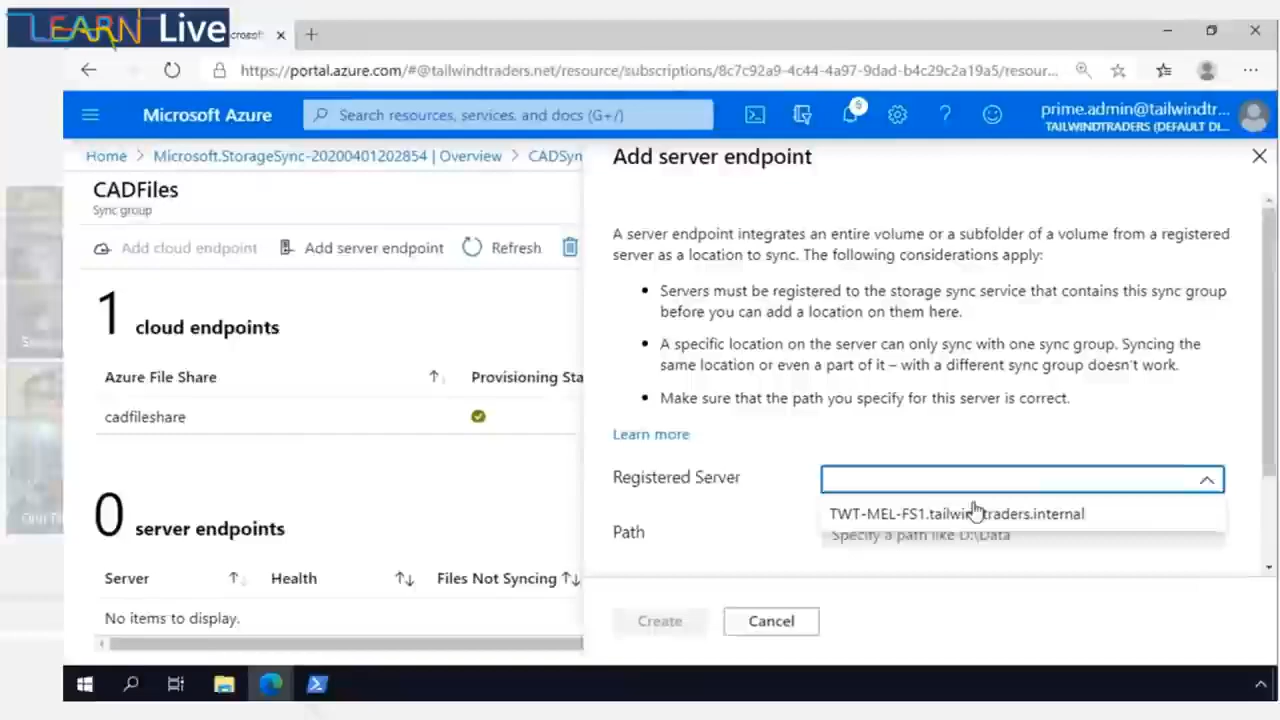 LEARN Live
https://portal.azure.com/#@tailwindtraders.net/resource/subscriptions/8c7c92a9-4c44-4a97-9dad-b4c29c2a19a5/resour...
Microsoft Azure
Search resources, services, and docs (G+/)
9
prime.admin@tailwindtr...
TAILWINDTRADERS (DEFAULT DI...
Home > Microsoft.StorageSync-20200401202854 | Overview > CADSyn
CADFiles
Sync group
Add cloud endpoint
Add server endpoint
Refresh
1 cloud endpoints
Azure File Share
Provisioning Sta
cadfileshare
0 server endpoints
Server
Health
Files Not Syncing
No items to display.
Add server endpoint
A server endpoint integrates an entire volume or a subfolder of a volume from a registered
server as a location to sync. The following considerations apply:
• Servers must be registered to the storage sync service that contains this sync group
before you can add a location on them here.
• A specific location on the server can only sync with one sync group. Syncing the
same location or even a part of it – with a different sync group doesn't work.
• Make sure that the path you specify for this server is correct.
Learn more
Registered Server
TWT-MEL-FS1.tailwindtraders.internal
Path
Specify a path like D:\Data
Create
Cancel